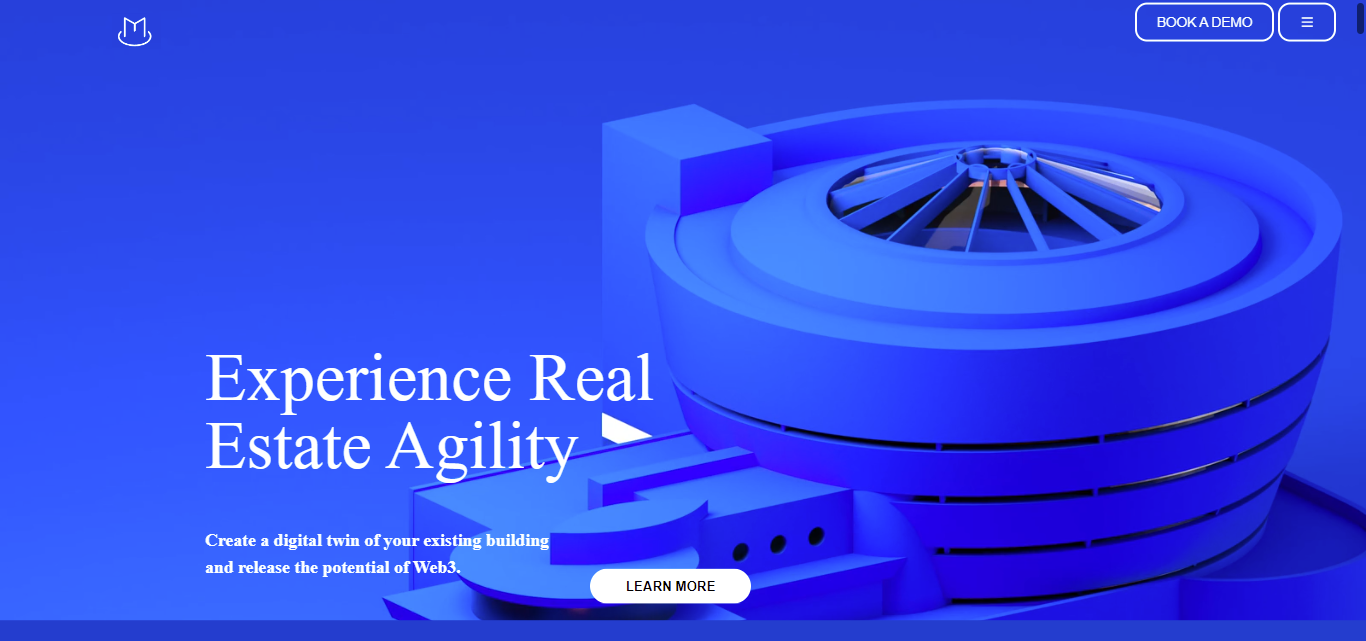 BOOK A DEMO
Experience Real
Estate Agility
Create a digital twin of your existing building
and release the potential of Web3.
LEARN MORE